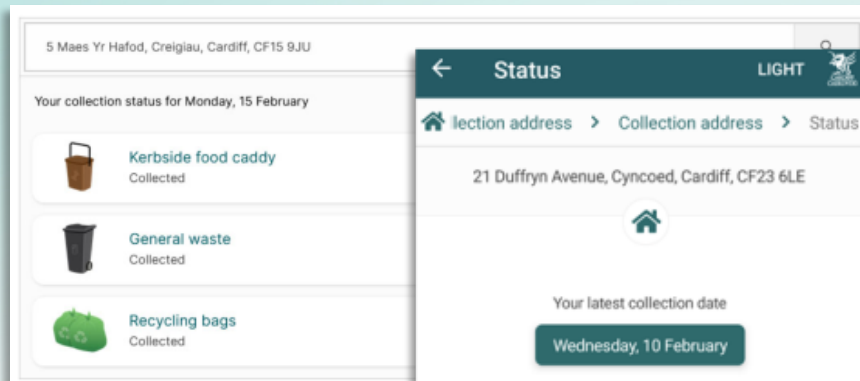 5 Maes Yr Hafod, Creigiau, Cardiff, CF15 9JU
Your collection status for Monday, 15 February
Kerbside food caddy
Collected
General waste
Collected
Recycling bags
Collected
Status
LIGHT
lection address > Collection address > Status
21 Duffryn Avenue, Cyncoed, Cardiff, CF23 6LE
Your latest collection date
Wednesday, 10 February